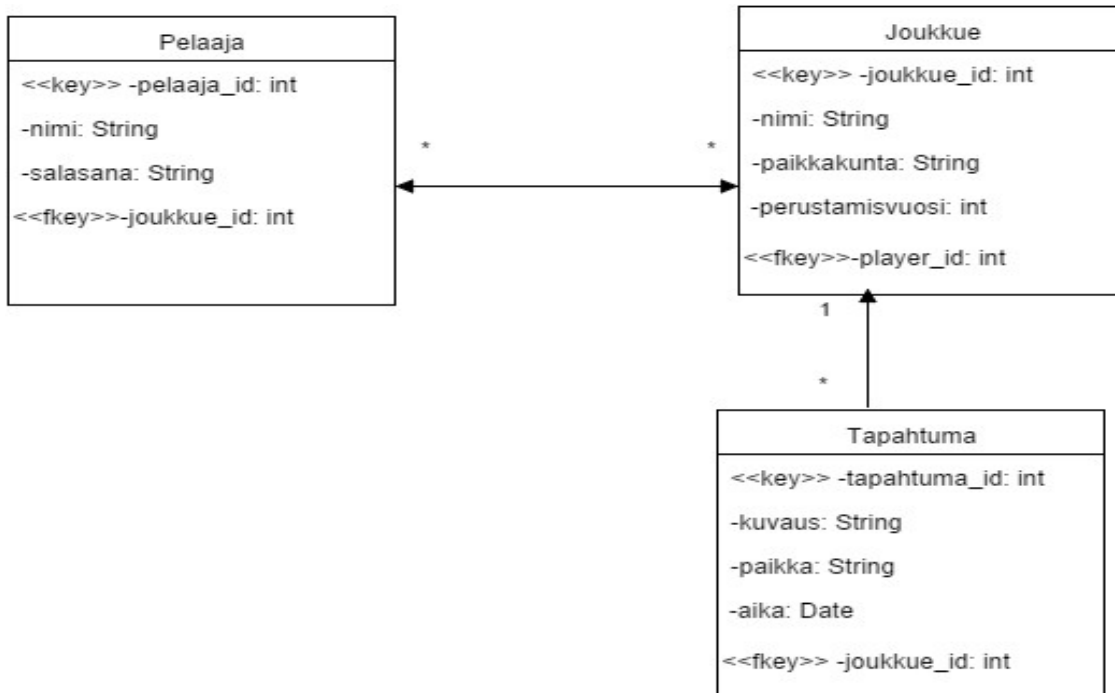 Pelaaja
<<key>> -pelaaja_id: int
-nimi: String
-salasana: String
<<fkey>>-joukkue_id: int
*
*
Joukkue
<<key>> -joukkue_id: int
-nimi: String
-paikkakunta: String
-perustamisvuosi: int
<<fkey>>-player_id: int
1
*
Tapahtuma
<<key>> -tapahtuma_id: int
-kuvaus: String
-paikka: String
-aika: Date
<<fkey>> -joukkue_id: int